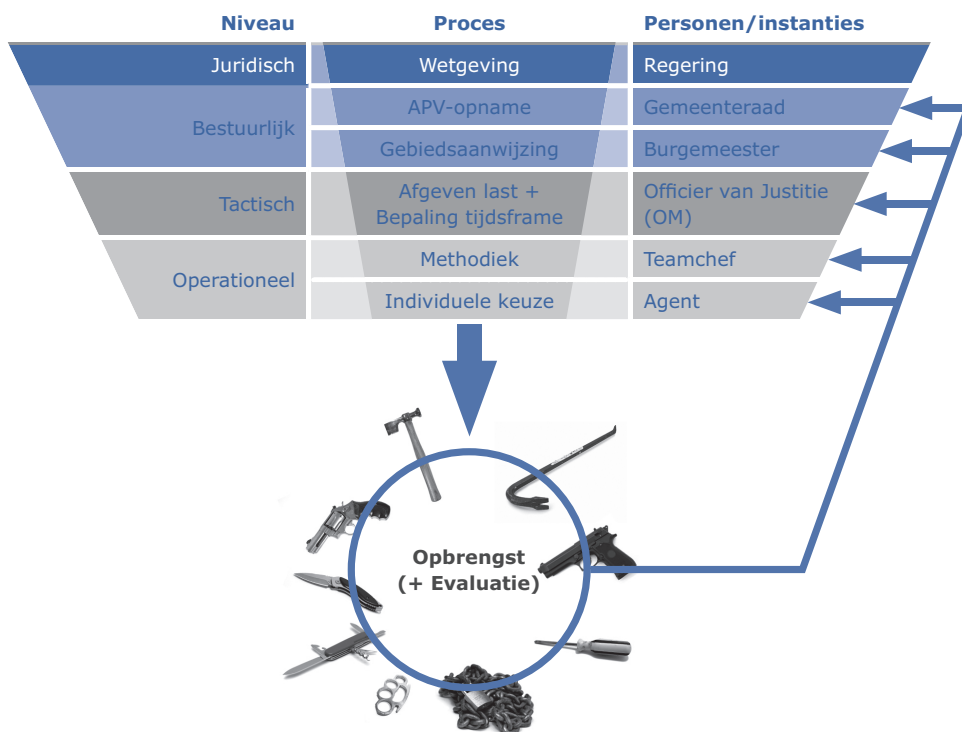 Niveau Proces Personen/instanties
Juridisch Wetgeving Regering
Bestuurlijk
APV-opname Gemeenteraad
Gebiedsaanwijzing Burgemeester
Tactisch
Afgeven last +
Bepaling tijdsframe
Officier van Justitie
(OM)
Operationeel
Methodiek Teamchef
Individuele keuze Agent
Opbrengst
(+ Evaluatie)